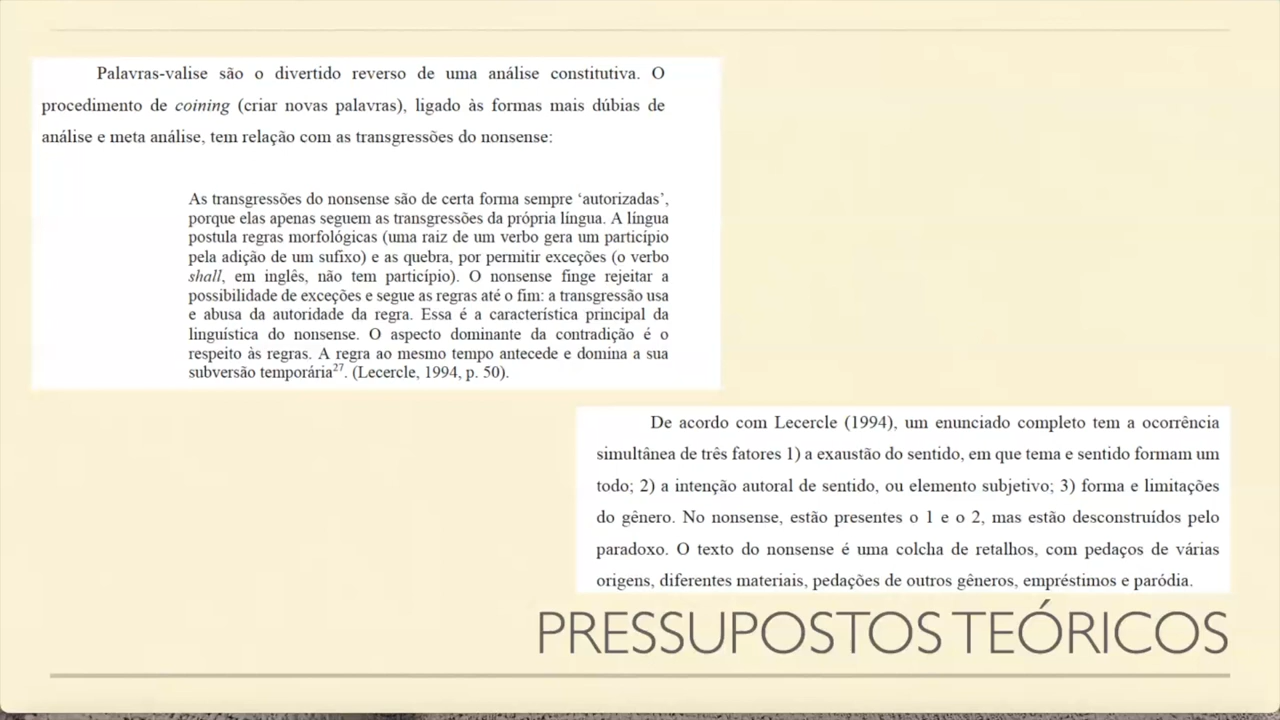 Palavras-valise são o divertido reverso de uma análise constitutiva. O
procedimento de coining (criar novas palavras), ligado às formas mais dúbias de
análise e meta análise, tem relação com as transgressões do nonsense:
As transgressões do nonsense são de certa forma sempre ‘autorizadas’,
porque elas apenas seguem as transgressões da própria língua. A língua
postula regras morfológicas (uma raiz de um verbo gera um particípio
pela adição de um sufixo) e as quebra, por permitir exceções (o verbo
shall, em inglês, não tem particípio). O nonsense finge rejeitar a
possibilidade de exceções e segue as regras até o fim: a transgressão usa
e abusa da autoridade da regra. Essa é a característica principal da
linguística do nonsense. O aspecto dominante da contradição é o
respeito às regras. A regra ao mesmo tempo antecede e domina a sua
subversão temporária27. (Lecercle, 1994, p. 50).
De acordo com Lecercle (1994), um enunciado completo tem a ocorrência
simultânea de três fatores 1) a exaustão do sentido, em que tema e sentido formam um
todo; 2) a intenção autoral de sentido, ou elemento subjetivo; 3) forma e limitações
do gênero. No nonsense, estão presentes o 1 e o 2, mas estão desconstruídos pelo
paradoxo. O texto do nonsense é uma colcha de retalhos, com pedaços de várias
origens, diferentes materiais, pedações de outros gêneros, empréstimos e paródia.
PRESSUPOSTOS TEÓRICOS